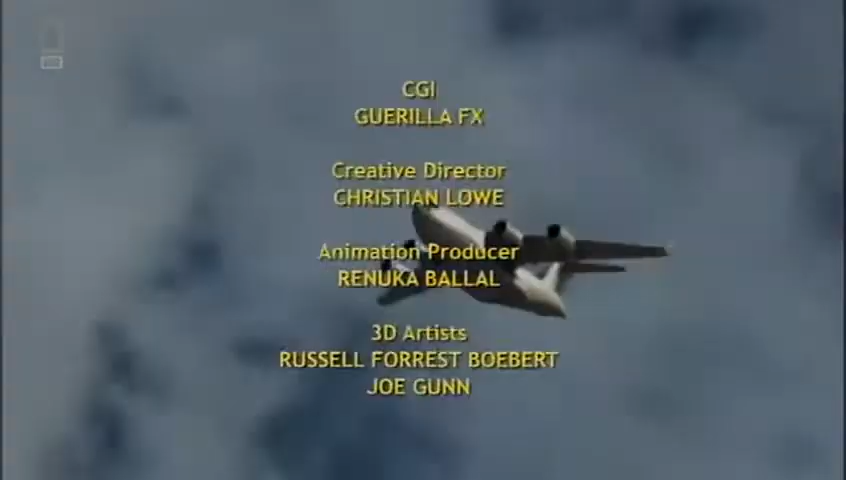 CGI
GUERILLA FX
Creative Director
CHRISTIAN LOWE
Animation Producer
RENUKA BALLAL
3D Artists
RUSSELL FORREST BOEBERT
JOE GUNN